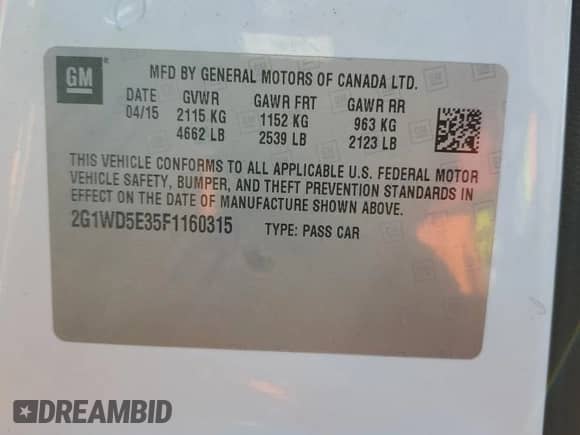 GM ®
MFD BY GENERAL MOTORS OF CANADA LTD.
DATE GVWR GAWR FRT GAWR RR
04/15 2115 KG 1152 KG 963 KG
4662 LB 2539 LB 2123 LB
THIS VEHICLE CONFORMS TO ALL APPLICABLE U.S. FEDERAL MOTOR
VEHICLE SAFETY, BUMPER, AND THEFT PREVENTION STANDARDS IN
EFFECT ON THE DATE OF MANUFACTURE SHOWN ABOVE.
2G1WD5E35F1160315 TYPE: PASS CAR
DREAMBID